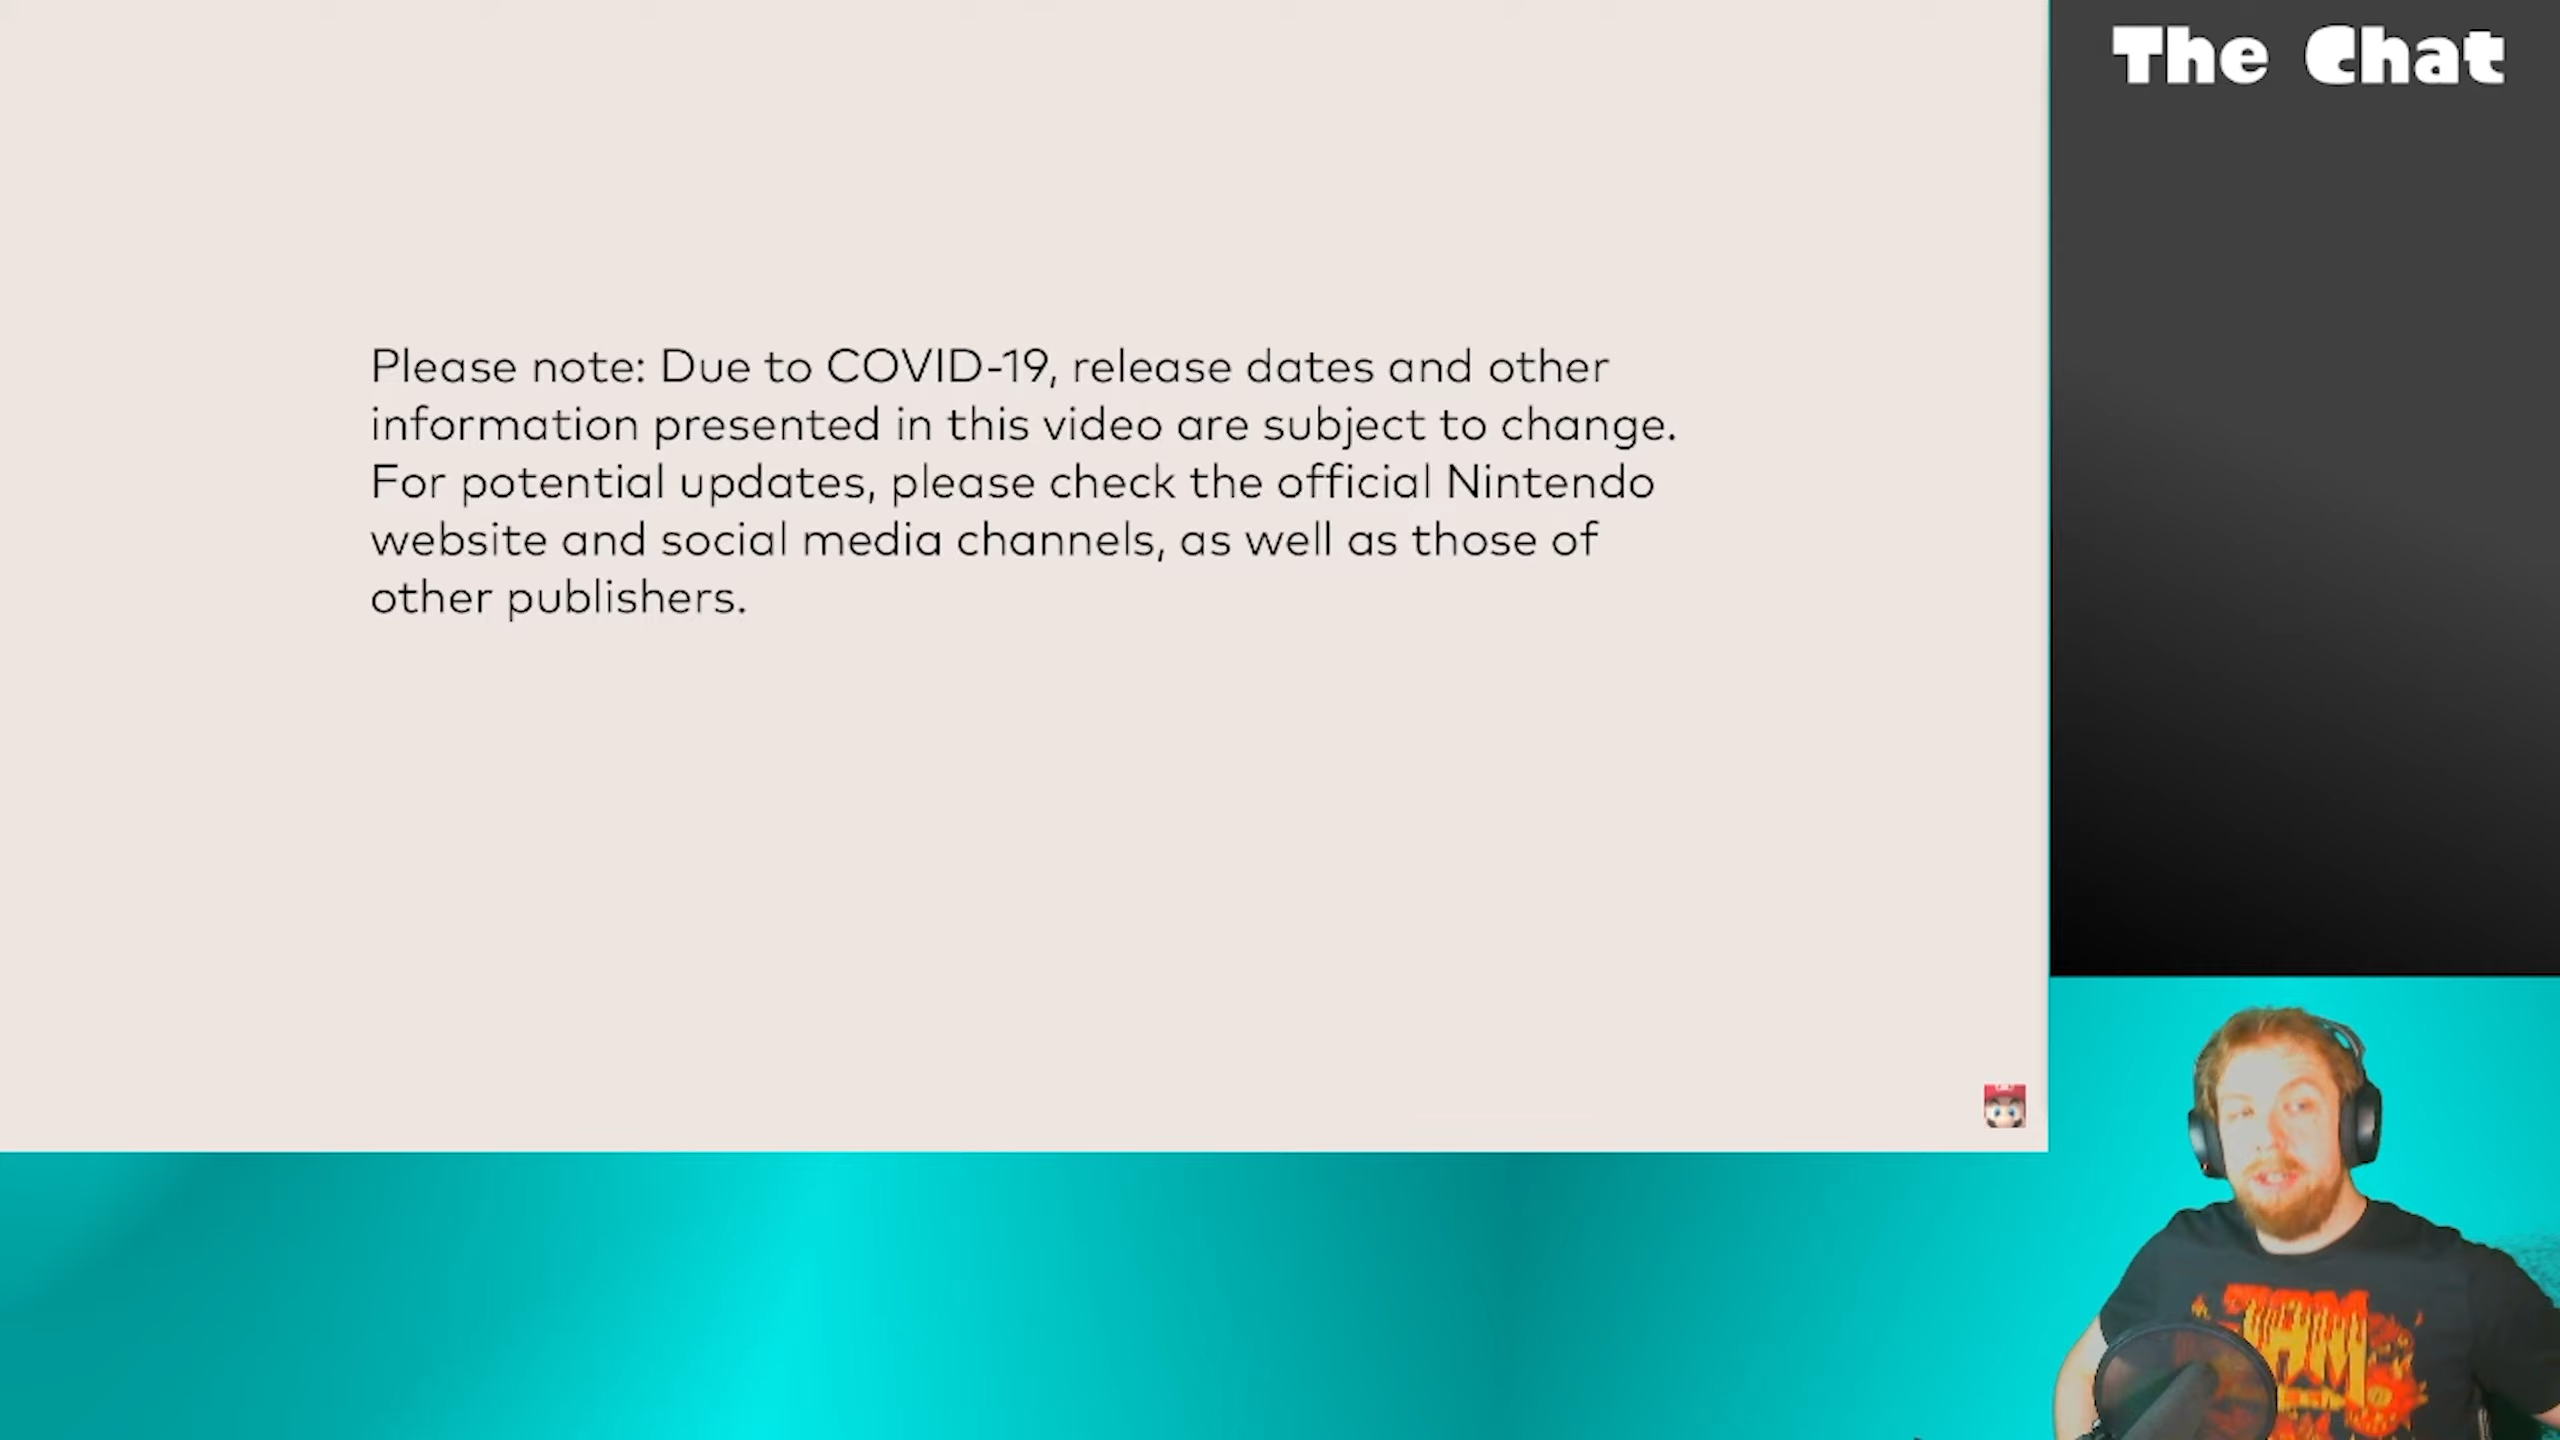 The Chat
Please note: Due to COVID-19, release dates and other
information presented in this video are subject to change.
For potential updates, please check the official Nintendo
website and social media channels, as well as those of
other publishers.